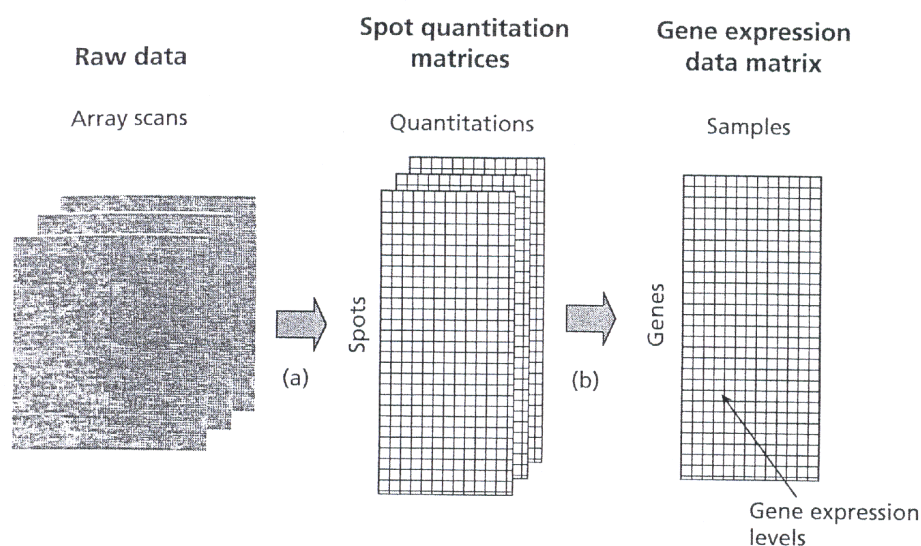 Raw data
Array scans
(a)
Spot quantitation
matrices
Quantitations
Spots
(b)
Gene expression
data matrix
Samples
Genes
Gene expression
levels